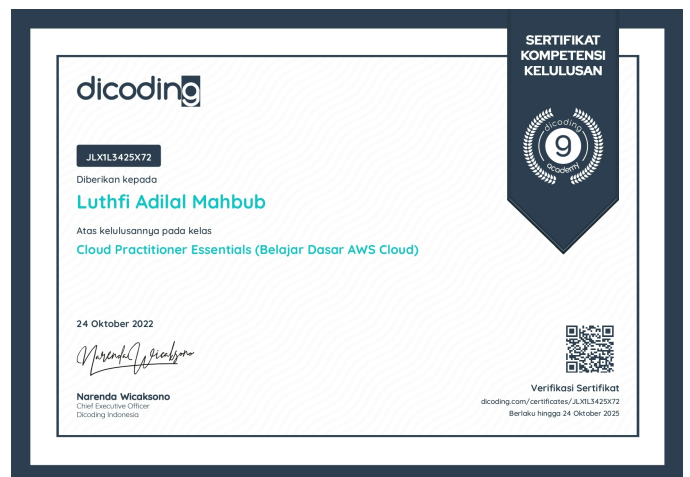 SERTIFIKAT
KOMPETENSI
KELULUSAN
dicoding
dicoding
9
academy
JLX1L3425X72
Diberikan kepada
Luthfi Adilal Mahbub
Atas kelulusannya pada kelas
Cloud Practitioner Essentials (Belajar Dasar AWS Cloud)
24 Oktober 2022
Narenda Wicaksono
Narenda Wicaksono
Chief Executive Officer
Dicoding Indonesia
Verifikasi Sertifikat
dicoding.com/certificates/JLX1L3425X72
Berlaku hingga 24 Oktober 2025